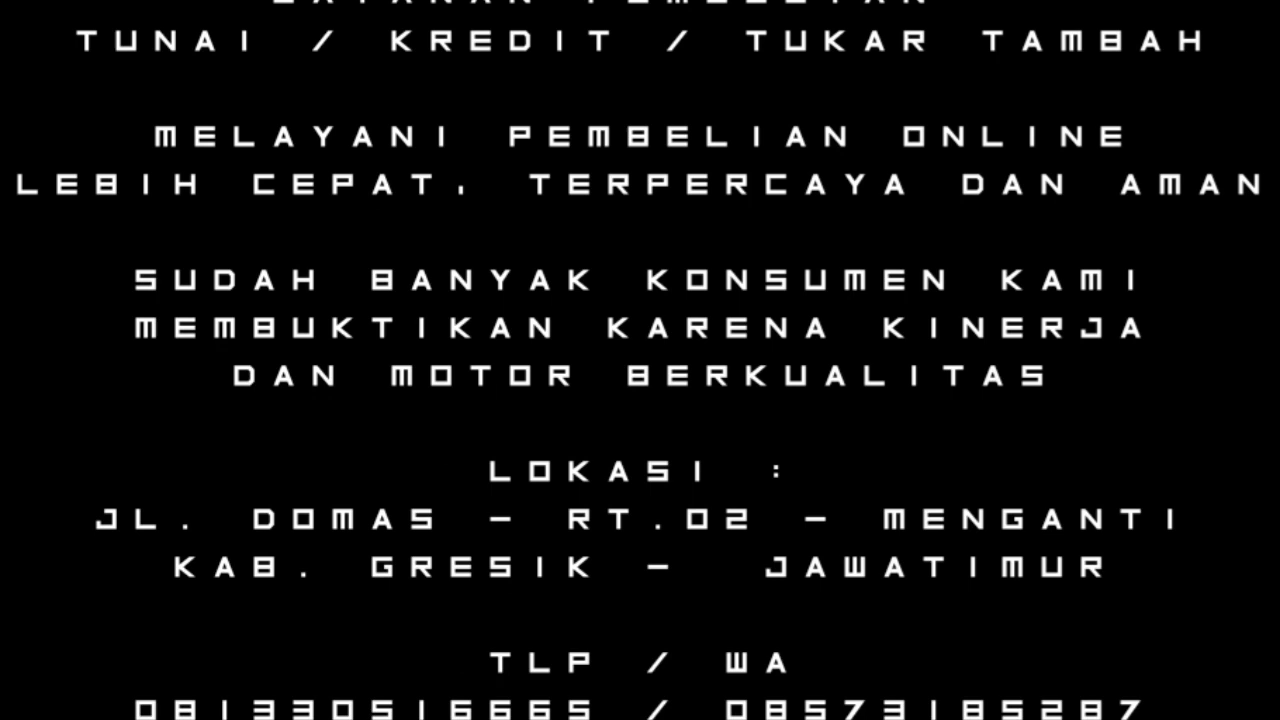 TUNAI / KREDIT / TUKAR TAMBAH
MELAYANI PEMBELIAN ONLINE
LEBIH CEPAT, TERPERCAYA DAN AMAN
SUDAH BANYAK KONSUMEN KAMI
MEMBUKTIKAN KARENA KINERJA
DAN MOTOR BERKUALITAS
LOKASI :
JL. DOMAS - RT.02 - MENGANTI
KAB. GRESIK - JAWATIMUR
TLP / WA
081330516665 / 08573185287